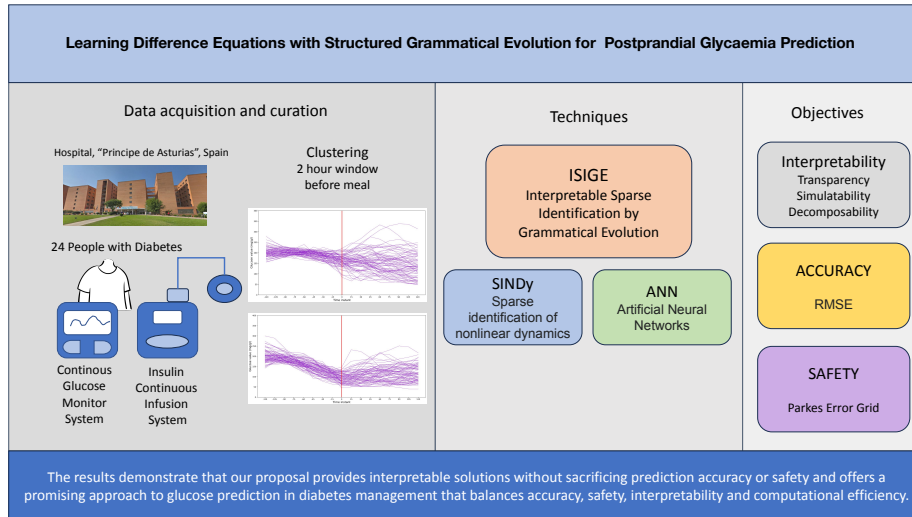 Learning Difference Equations with Structured Grammatical Evolution for Postprandial Glycaemia Prediction
Data acquisition and curation
Hospital, "Principe de Asturias", Spain
24 People with Diabetes
Continous
Glucose
Monitor
System
Insulin
Continuous
Infusion
System
Clustering
2 hour window
before meal
Techniques
ISIGE
Interpretable Sparse
Identification by
Grammatical Evolution
SINDy
Sparse
identification of
nonlinear dynamics
ANN
Artificial Neural
Networks
Objectives
Interpretability
Transparency
Simulatability
Decomposability
ACCURACY
RMSE
SAFETY
Parkes Error Grid
The results demonstrate that our proposal provides interpretable solutions without sacrificing prediction accuracy or safety and offers a
promising approach to glucose prediction in diabetes management that balances accuracy, safety, interpretability and computational efficiency.